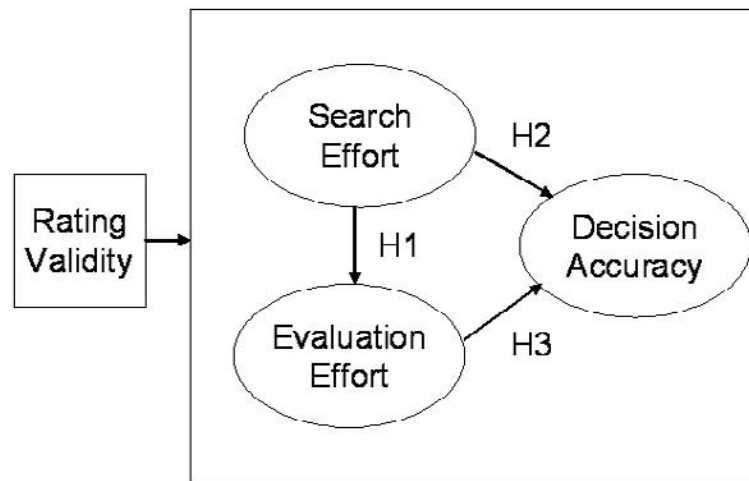 Search
Effort
H2
Rating
Validity
H1
Decision
Accuracy
Evaluation
Effort
H3